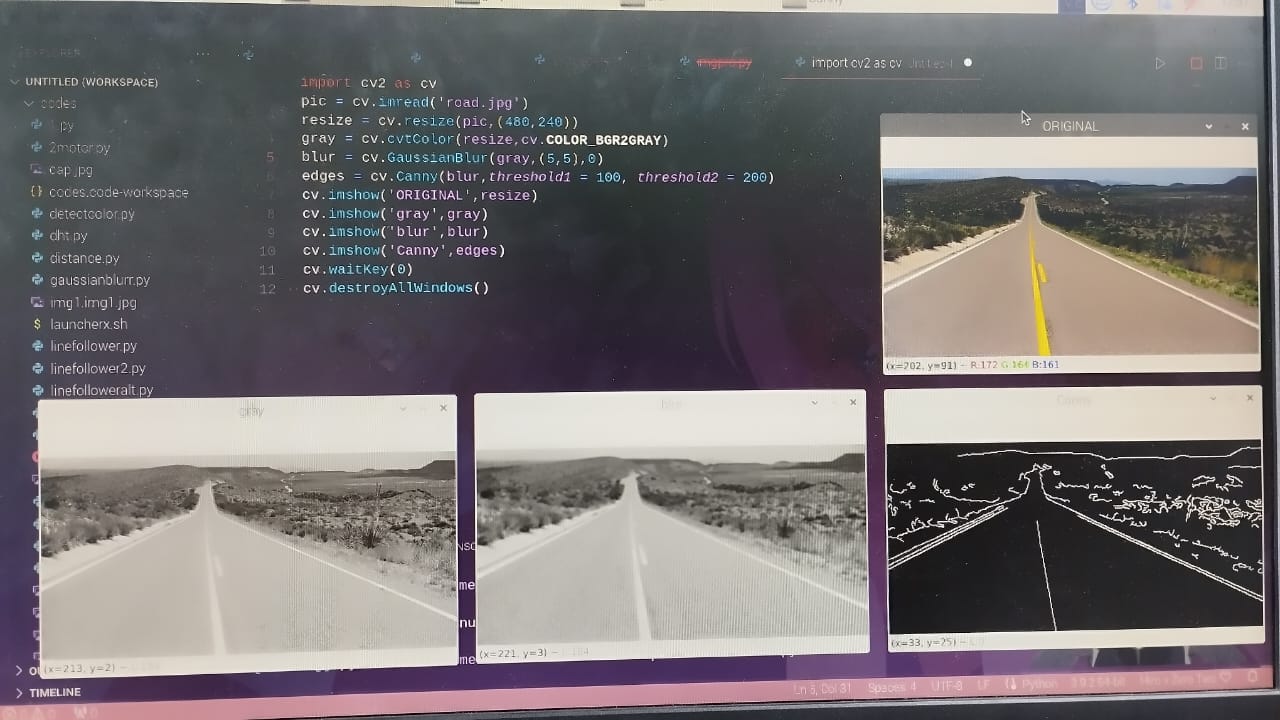 EXPLORER
UNTITLED (WORKSPACE)
codes
1.py
2motor.py
cap.jpg
codes.code-workspace
detectcolor.py
dht.py
distance.py
gaussianblurr.py
img1.img1.jpg
launcherx.sh
linefollower.py
linefollower2.py
linefolloweralt.py
TIMELINE
import cv2 as cv Untitled-1
import cv2 as cv
pic = cv.imread('road.jpg')
resize = cv.resize(pic,(480,240))
gray = cv.cvtColor(resize,cv.COLOR_BGR2GRAY)
5 blur = cv.GaussianBlur(gray,(5,5),0)
6 edges = cv.Canny(blur,threshold1 = 100, threshold2 = 200)
7 cv.imshow('ORIGINAL',resize)
8 cv.imshow('gray',gray)
9 cv.imshow('blur',blur)
10 cv.imshow('Canny',edges)
11 cv.waitKey(0)
12 cv.destroyAllWindows()
ORIGINAL
(x=202, y=91) ~ R:172 G:164 B:161
gray
(x=213, y=2) ~
blur
(x=221, y=3) ~ L:184
Canny
(x=33, y=25) ~ L:0
Ln 5, Col 31 Spaces: 4 UTF-8 LF Python